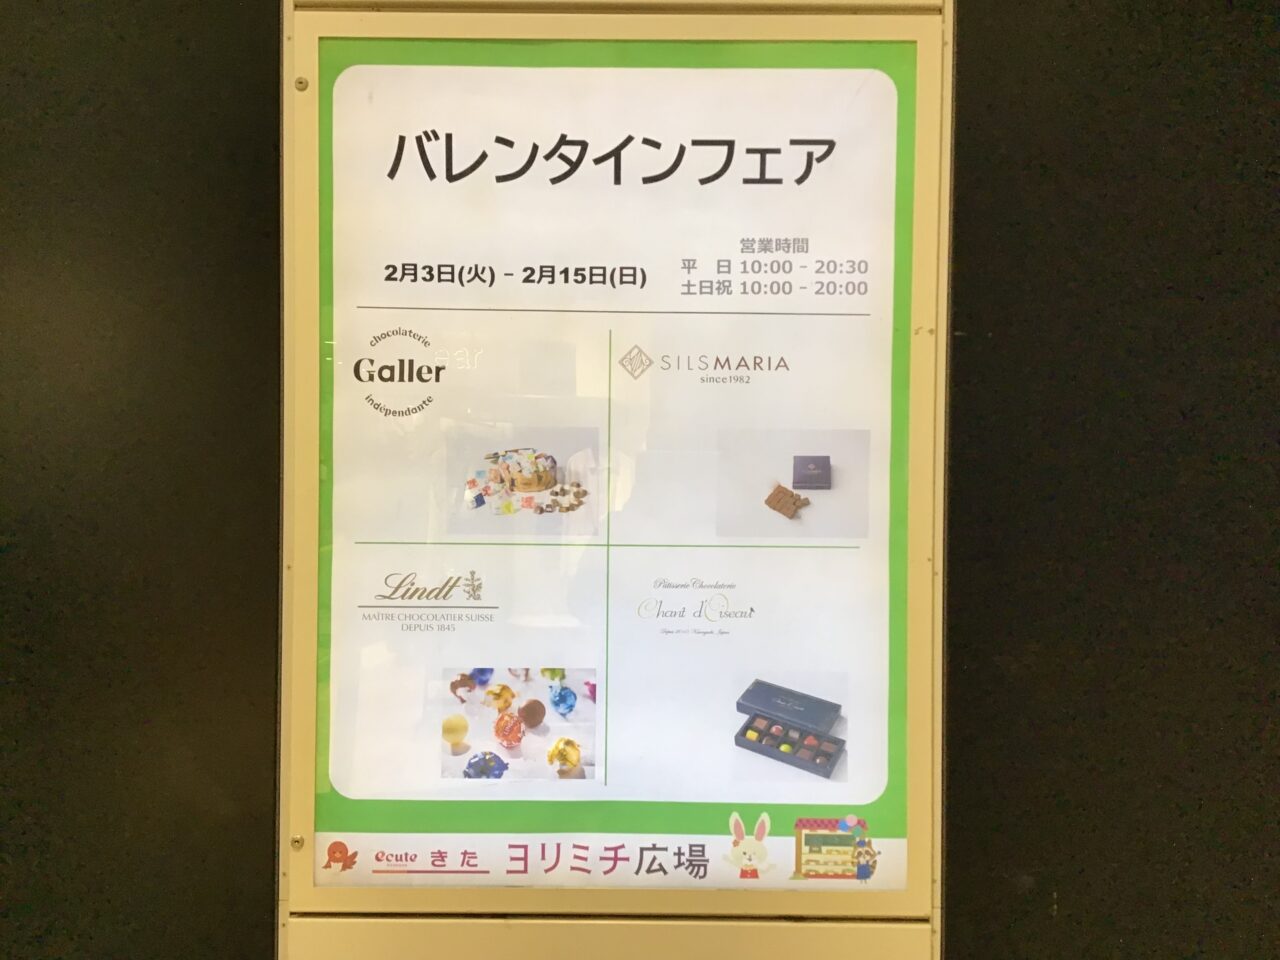 バレンタインフェア
2月3日(火) - 2月15日(日)
営業時間
平　日 10:00 - 20:30
土日祝 10:00 - 20:00
chocolaterie
Galler
indépendante
SILSMARIA
since1982
Lindt
MAÎTRE CHOCOLATIER SUISSE
DEPUIS 1845
Pâtisserie Chocolaterie
Chant d'Oiseau
ecute きた ヨリミチ広場